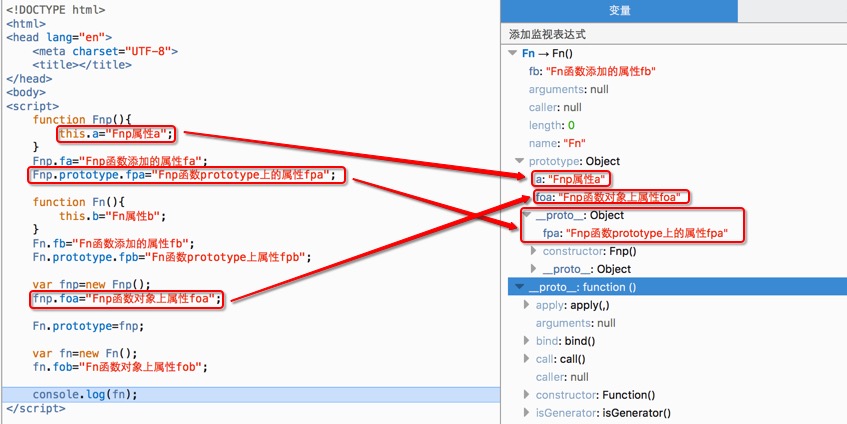 <!DOCTYPE html>
<html>
<head lang="en">
<meta charset="UTF-8">
<title></title>
</head>
<body>
<script>
function Fnp(){
this.a="Fnp属性a";
}
Fnp.fa="Fnp函数添加的属性fa";
Fnp.prototype.fpa="Fnp函数prototype上的属性fpa";
function Fn(){
this.b="Fn属性b";
}
Fn.fb="Fn函数添加的属性fb";
Fn.prototype.fpb="Fn函数prototype上属性fpb";
var fnp=new Fnp();
fnp.foa="Fnp函数对象上属性foa";
Fn.prototype=fnp;
var fn=new Fn();
fn.fob="Fn函数对象上属性fob";
console.log(fn);
</script>
变量
添加监视表达式
Fn → Fn()
fb: "Fn函数添加的属性fb"
arguments: null
caller: null
length: 0
name: "Fn"
prototype: Object
a: "Fnp属性a"
foa: "Fnp函数对象上属性foa"
__proto__: Object
fpa: "Fnp函数prototype上的属性fpa"
constructor: Fnp()
__proto__: Object
__proto__: function ()
apply: apply(,)
arguments: null
bind: bind()
call: call()
caller: null
constructor: Function()
isGenerator: isGenerator()